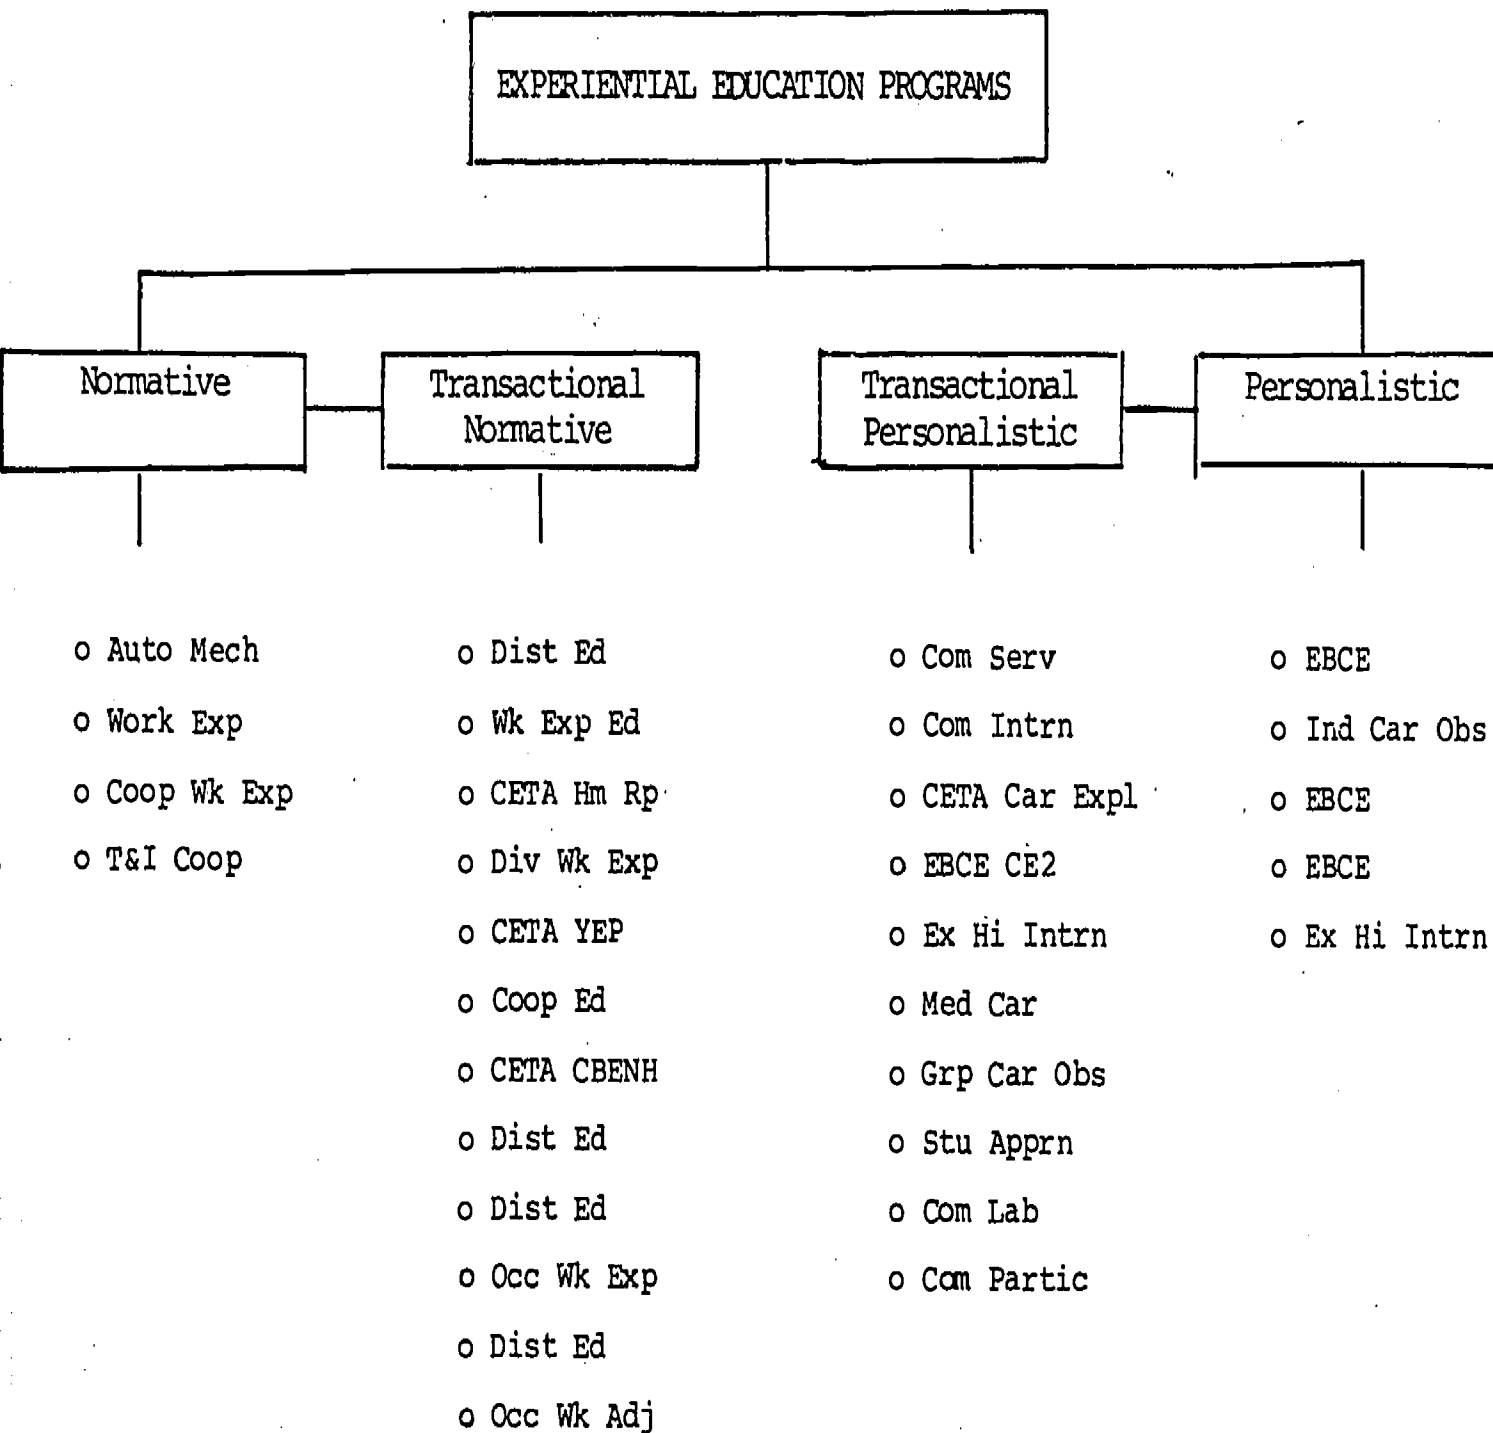 EXPERIENTIAL EDUCATION PROGRAMS
Normative
Transactional
Normative
Transactional
Personalistic
Personalistic
o Auto Mech
o Work Exp
o Coop Wk Exp
o T&I Coop
o Dist Ed
o Wk Exp Ed
o CETA Hm Rp
o Div Wk Exp
o CETA YEP
o Coop Ed
o CETA CBENH
o Dist Ed
o Dist Ed
o Occ Wk Exp
o Dist Ed
o Occ Wk Adj
o Com Serv
o Com Intrn
o CETA Car Expl
o EBCE CE2
o Ex Hi Intrn
o Med Car
o Grp Car Obs
o Stu Apprn
o Com Lab
o Com Partic
o EBCE
o Ind Car Obs
o EBCE
o EBCE
o Ex Hi Intrn